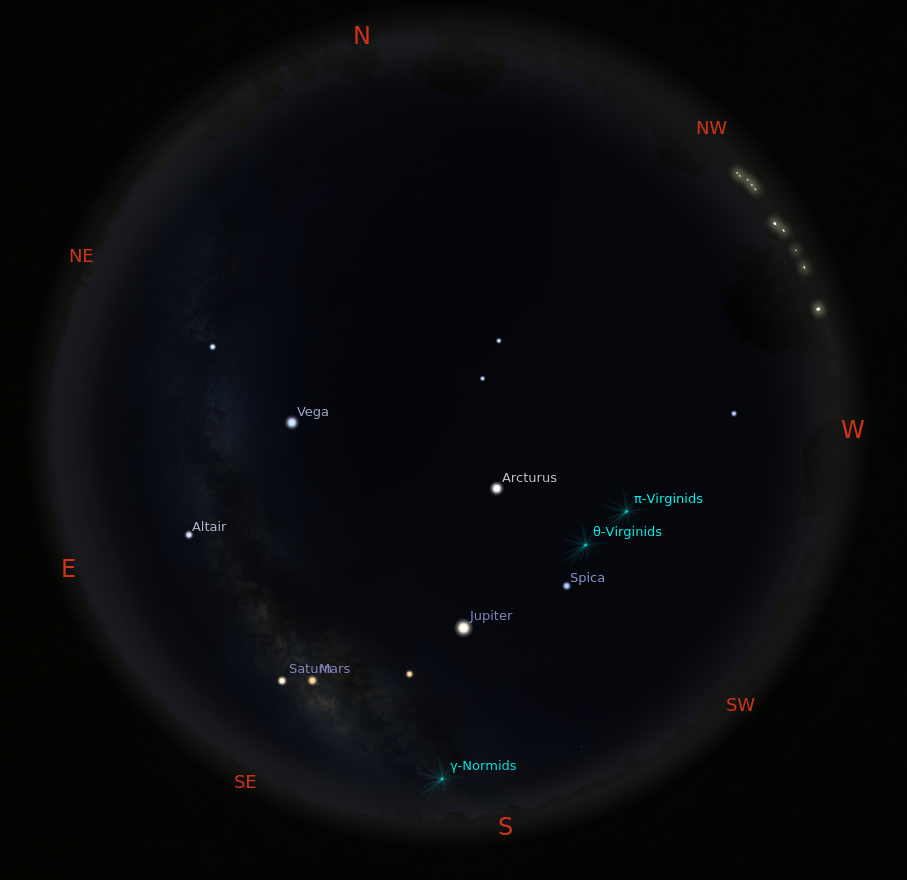 N
NW
NE
Vega
Arcturus
W
π-Virginids
Altair
θ-Virginids
E
Spica
Jupiter
Saturn
Mars
SW
γ-Normids
SE
S